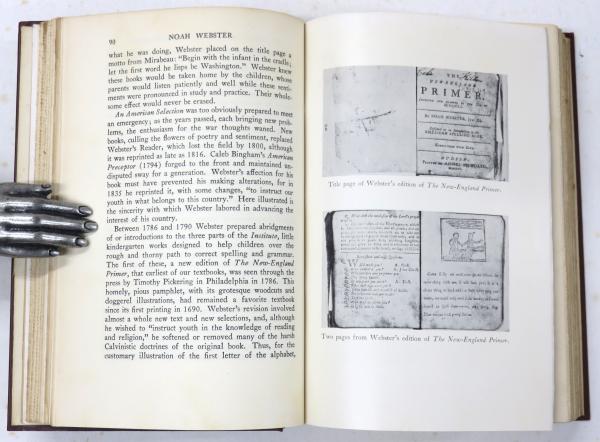 90 NOAH WEBSTER
what he was doing, Webster placed on the title page a
motto from Mirabeau: "Begin with the infant in the cradle;
let the first word he lisps be Washington." Webster knew
these books would be taken home by the children, whose
parents would listen patiently and well while these senti-
ments were pronounced in study and practice. Their whole-
some effect would never be erased.
An American Selection was too obviously prepared to meet
an emergency; as the years passed, each bringing new prob-
lems, the enthusiasm for the war thoughts waned. New
books, culling the flowers of poetry and sentiment, replaced
Webster's Reader, which lost the field by 1800, although
it was reprinted as late as 1816. Caleb Bingham's American
Preceptor (1794) forged to the front and maintained un-
disputed sway for a generation. Webster's affection for his
book must have prevented his making alterations, for in
1835 he reprinted it, with some changes, "to instruct our
youth in what belongs to this country." Here illustrated is
the sincerity with which Webster labored in advancing the
interest of his country.
Between 1786 and 1790 Webster prepared abridgments
of or introductions to the three parts of the Institute, little
kindergarten works designed to help children over the
rough and thorny path to correct spelling and grammar.
The first of these, a new edition of The New-England
Primer, that earliest of our textbooks, was seen through the
press by Timothy Pickering in Philadelphia in 1786. This
homely, pious pamphlet, with its grotesque woodcuts and
doggerel illustrations, had remained a favorite textbook
since its first printing in 1690. Webster's revision involved
almost a whole new text and new selections, and, although
he wished to "instruct youth in the knowledge of reading
and religion," he softened or removed many of the harsh
Calvinistic doctrines of the original book. Thus, for the
customary illustration of the first letter of the alphabet,
THE
PRIMER
Title page of Webster's edition of The New-England Primer.
Two pages from Webster's edition of The New-England Primer.